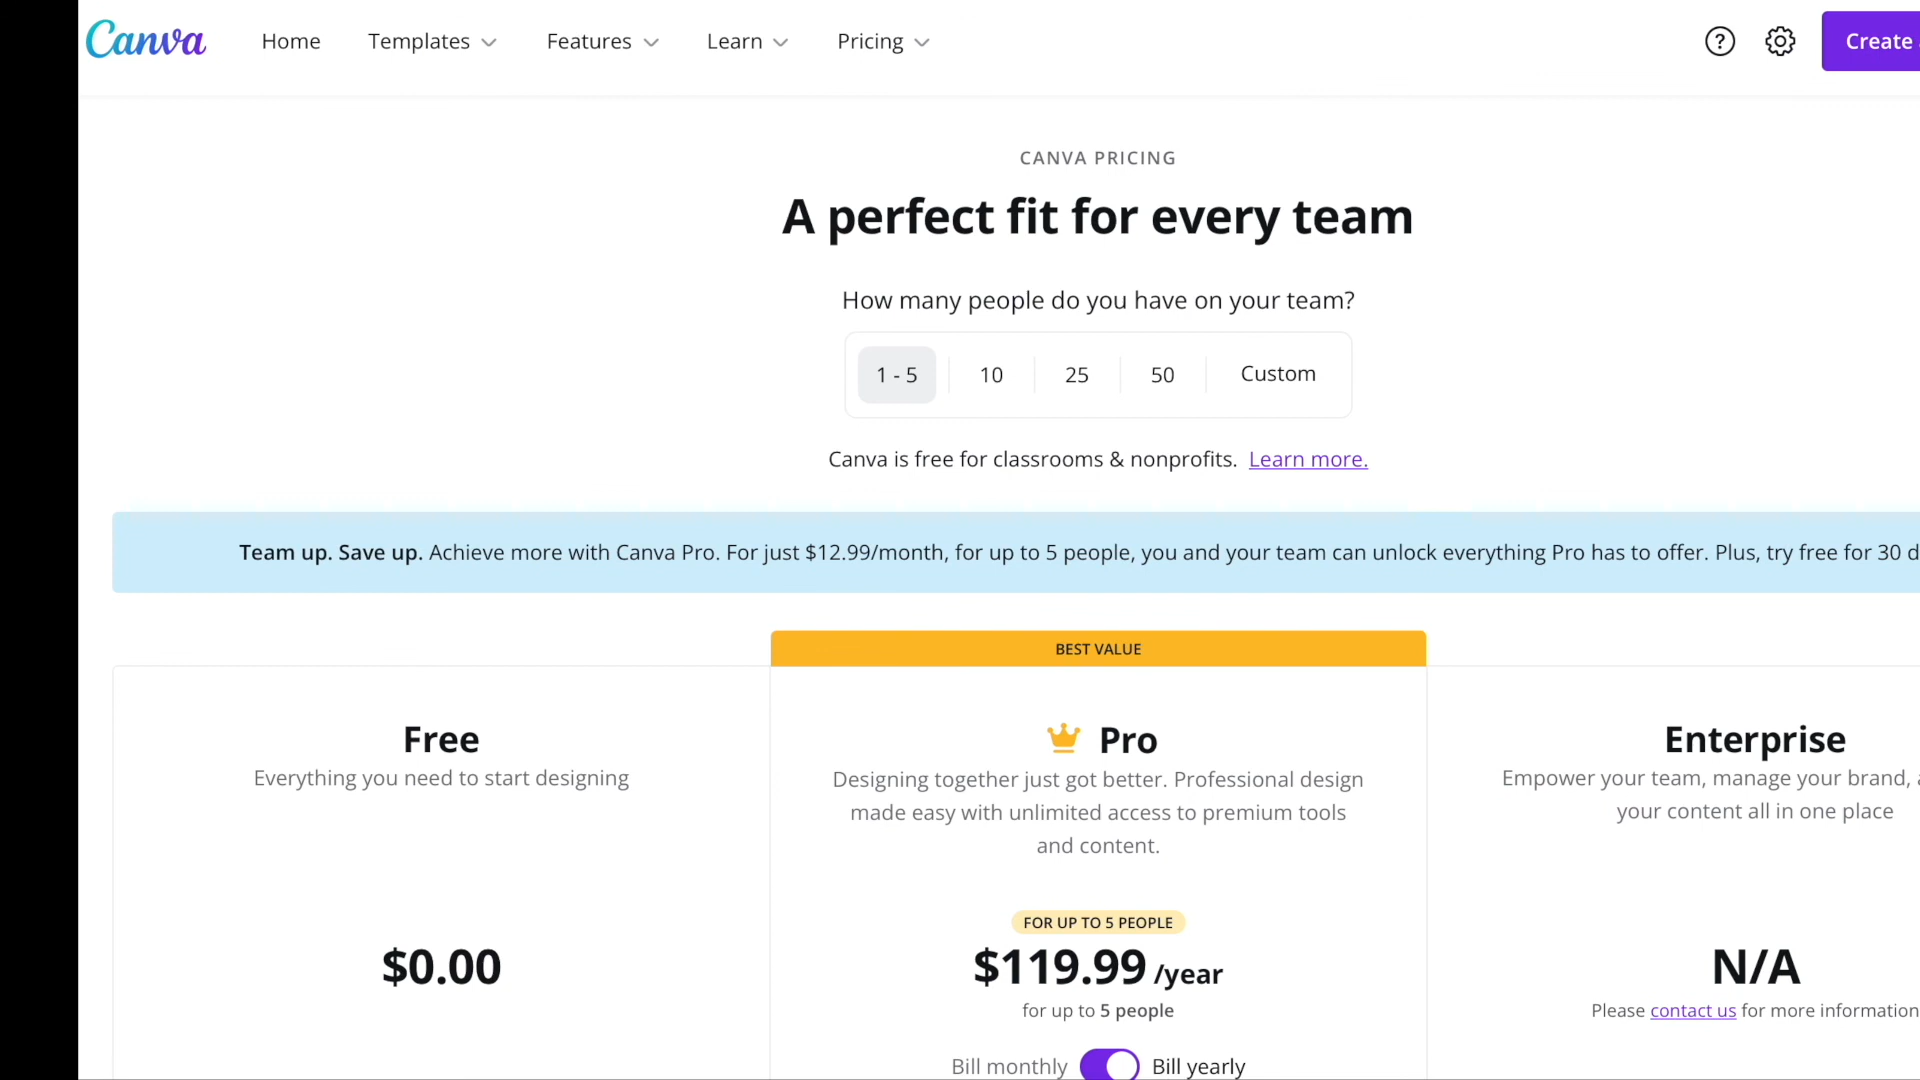 Canva Home Templates Features Learn Pricing ? Create
CANVA PRICING
A perfect fit for every team
How many people do you have on your team?
1 - 5 10 25 50 Custom
Canva is free for classrooms & nonprofits. Learn more.
Team up. Save up. Achieve more with Canva Pro. For just $12.99/month, for up to 5 people, you and your team can unlock everything Pro has to offer. Plus, try free for 30 d
BEST VALUE
Free
Everything you need to start designing
$0.00
Pro
Designing together just got better. Professional design
made easy with unlimited access to premium tools
and content.
FOR UP TO 5 PEOPLE
$119.99 /year
for up to 5 people
Bill monthly Bill yearly
Enterprise
Empower your team, manage your brand,
your content all in one place
N/A
Please contact us for more information